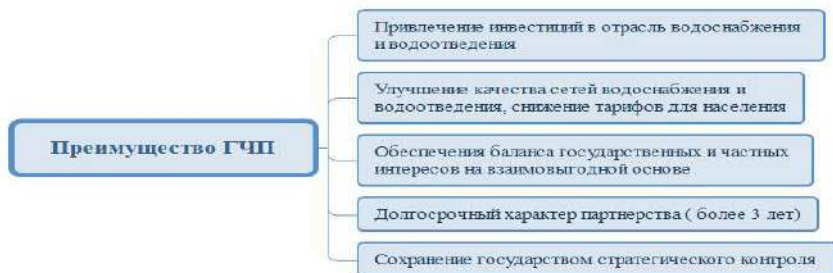 Преимущество ГЧП
Привлечение инвестиций в отрасль водоснабжения
и водоотведения
Улучшение качества сетей водоснабжения и
водоотведения, снижение тарифов для населения
Обеспечения баланса государственных и частных
интересов на взаимовыгодной основе
Долгосрочный характер партнерства ( более 3 лет)
Сохранение государством стратегического контроля